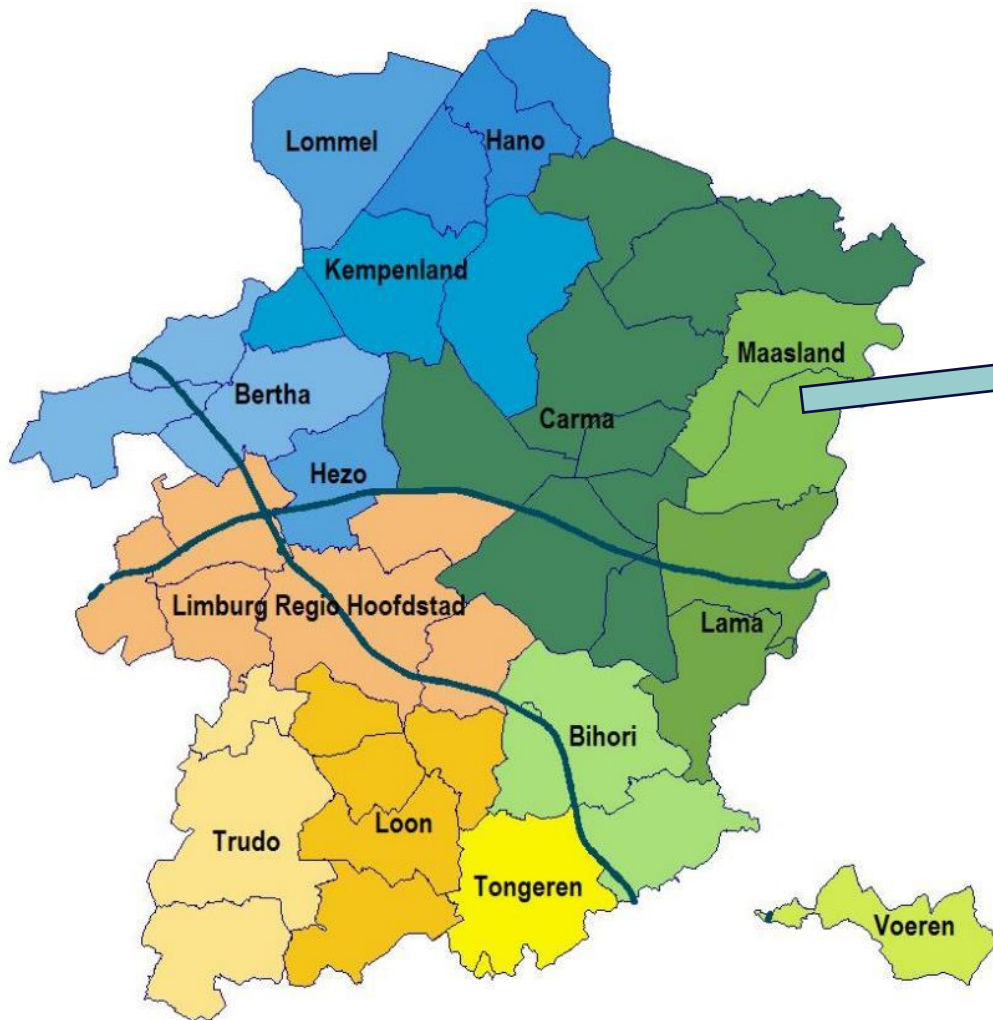 Lommel
Hano
Kempenland
Maasland
Bertha
Carma
Hezo
Limburg Regio Hoofdstad
Lama
Bihori
Trudo
Loon
Tongeren
Voeren